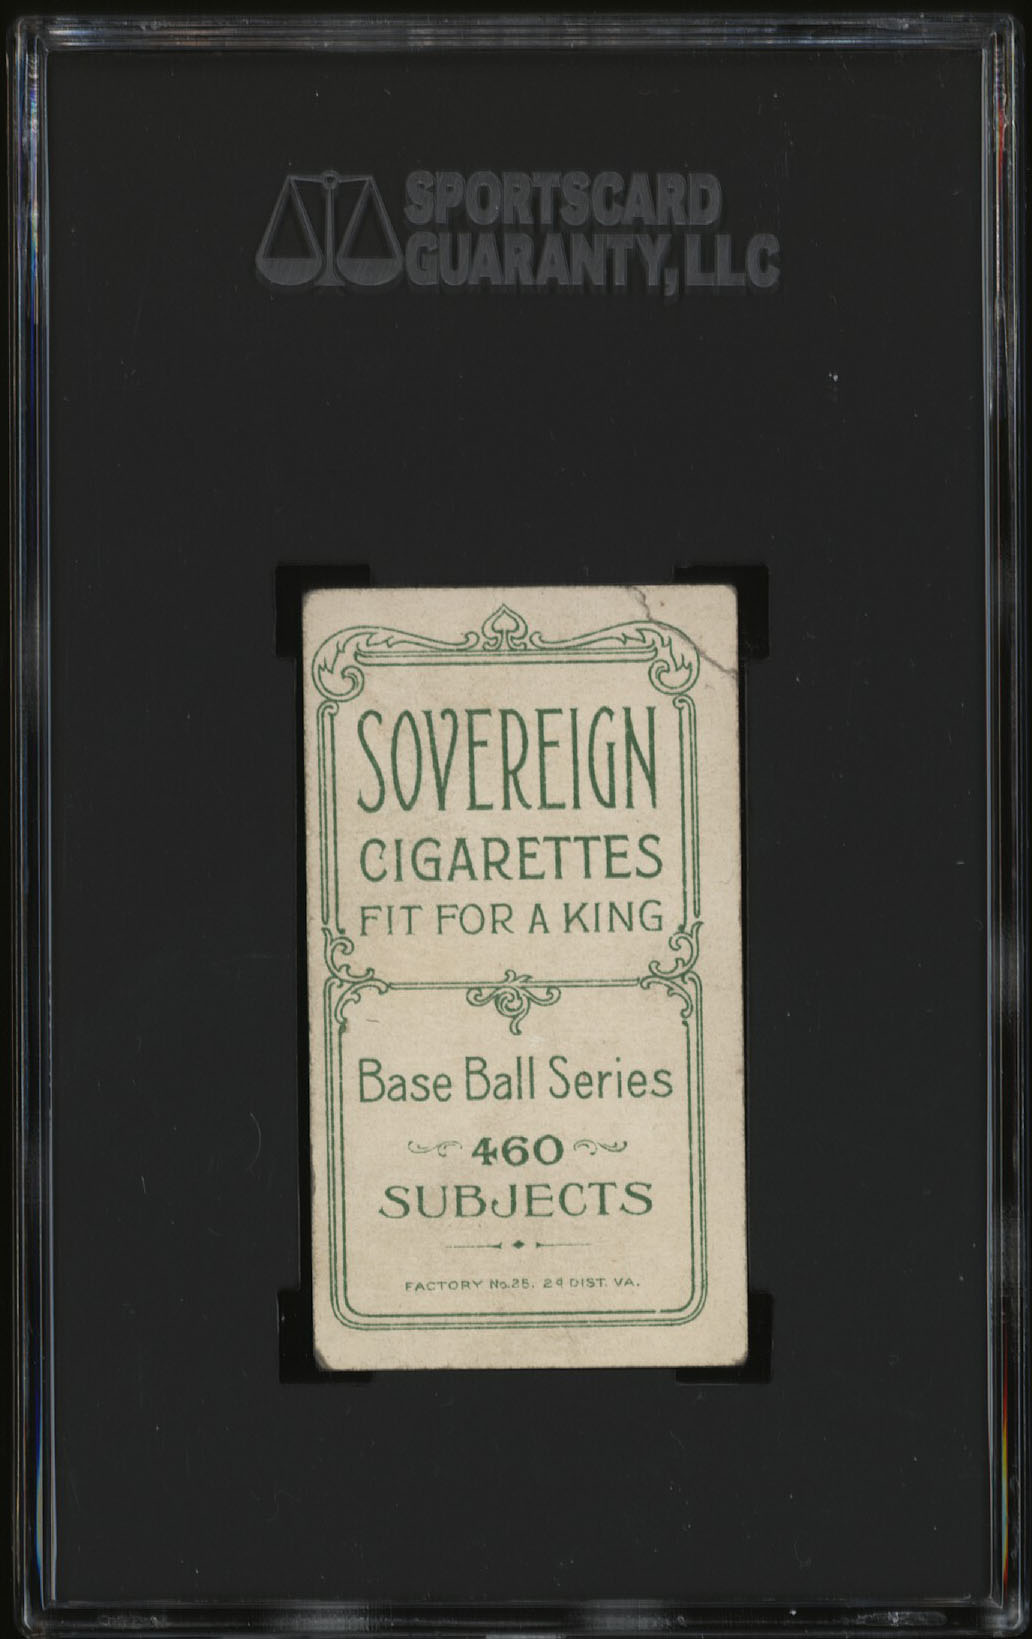 SPORTSCARD
GUARANTY, LLC
SOVEREIGN
CIGARETTES
FIT FOR A KING
Base Ball Series
460
SUBJECTS
FACTORY No. 25. 2d DIST. VA.